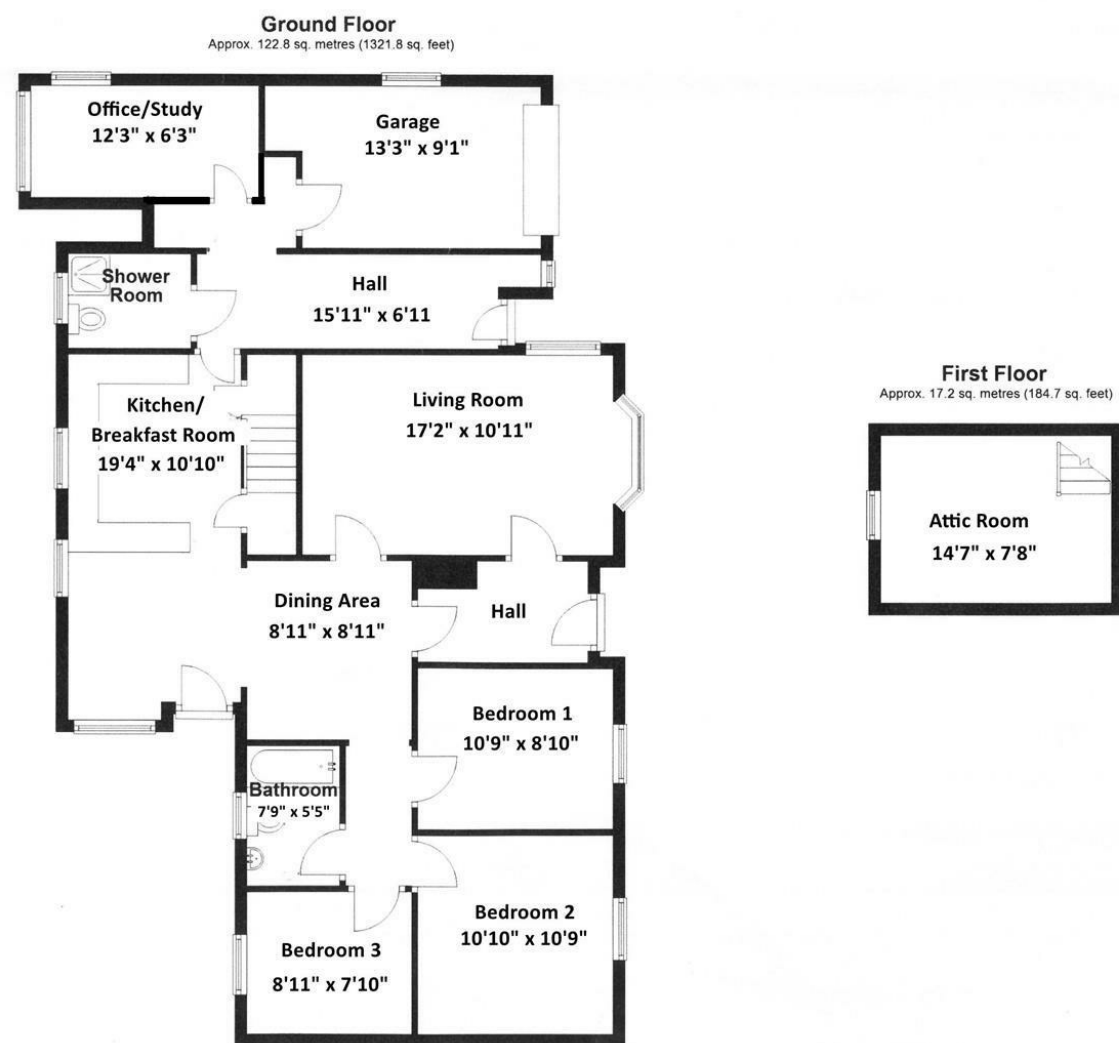 Ground Floor
Approx. 122.8 sq. metres (1321.8 sq. feet)
Office/Study
12'3" x 6'3"
Garage
13'3" x 9'1"
Shower
Room
Hall
15'11" x 6'11
Kitchen/
Breakfast Room
19'4" x 10'10"
Living Room
17'2" x 10'11"
Dining Area
8'11" x 8'11"
Hall
Bedroom 1
10'9" x 8'10"
Bathroom
7'9" x 5'5"
Bedroom 2
10'10" x 10'9"
Bedroom 3
8'11" x 7'10"
First Floor
Approx. 17.2 sq. metres (184.7 sq. feet)
Attic Room
14'7" x 7'8"